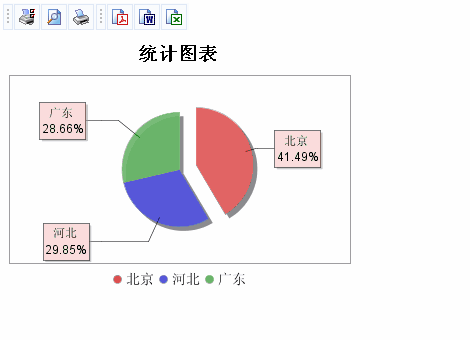 统计图表
广东
28.66%
北京
41.49%
河北
29.85%
北京 河北 广东